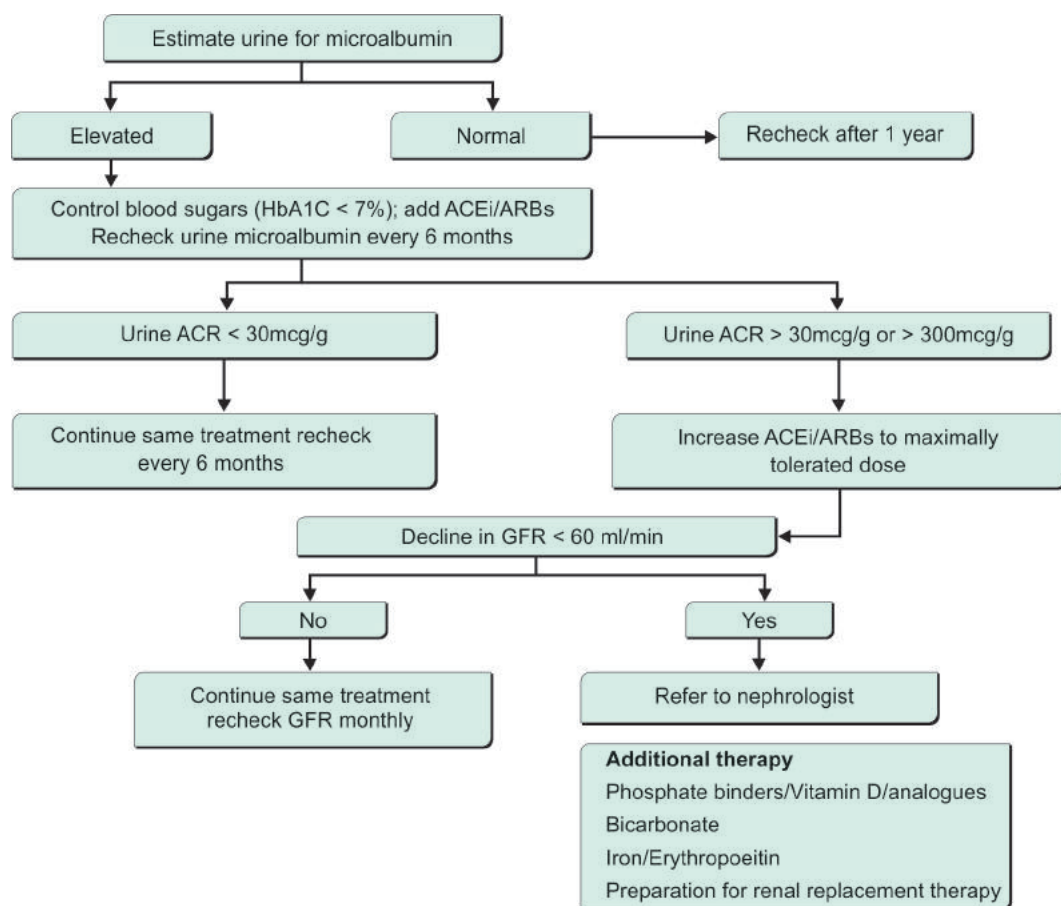 Estimate urine for microalbumin
Elevated
Normal
Recheck after 1 year
Control blood sugars (HbA1C < 7%); add ACEi/ARBs
Recheck urine microalbumin every 6 months
Urine ACR < 30mcg/g
Urine ACR > 30mcg/g or > 300mcg/g
Continue same treatment recheck
every 6 months
Increase ACEi/ARBs to maximally
tolerated dose
Decline in GFR < 60 ml/min
No
Yes
Continue same treatment
recheck GFR monthly
Refer to nephrologist
Additional therapy
Phosphate binders/Vitamin D/analogues
Bicarbonate
Iron/Erythropoeitin
Preparation for renal replacement therapy